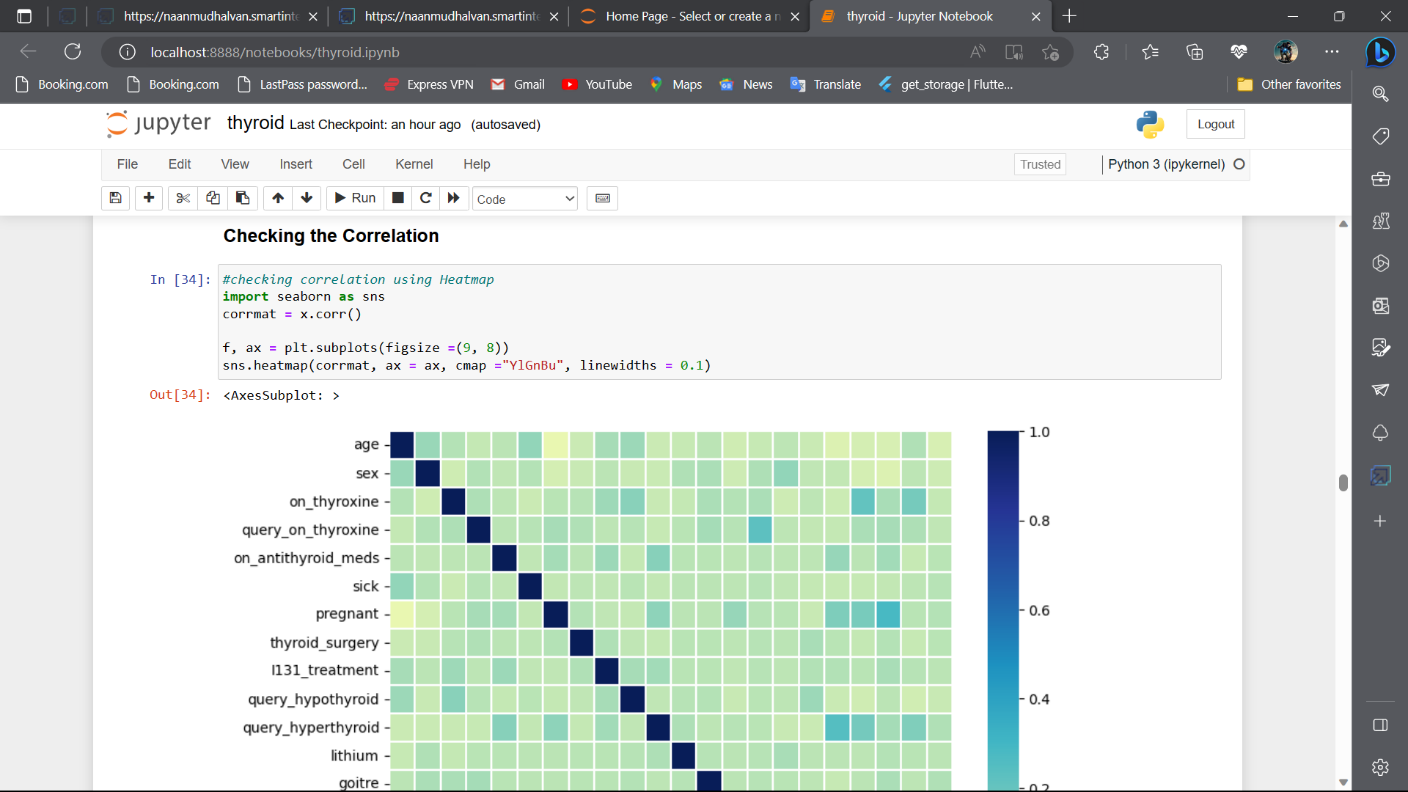 https://naanmudhalvan.smartinte
https://naanmudhalvan.smartinte
Home Page - Select or create a n
thyroid - Jupyter Notebook
localhost:8888/notebooks/thyroid.ipynb
Booking.com
Booking.com
LastPass password...
Express VPN
Gmail
YouTube
Maps
News
Translate
get_storage | Flutte...
Other favorites
jupyter thyroid Last Checkpoint: an hour ago (autosaved)
Logout
File Edit View Insert Cell Kernel Help
Trusted
Python 3 (ipykernel)
Run
Code
Checking the Correlation
In [34]: #checking correlation using Heatmap
import seaborn as sns
corrmat = x.corr()
f, ax = plt.subplots(figsize =(9, 8))
sns.heatmap(corrmat, ax = ax, cmap ="YlGnBu", linewidths = 0.1)
Out[34]: <AxesSubplot: >
age
sex
on_thyroxine
query_on_thyroxine
on_antithyroid_meds
sick
pregnant
thyroid_surgery
I131_treatment
query_hypothyroid
query_hyperthyroid
lithium
goitre
1.0
0.8
0.6
0.4
0.2